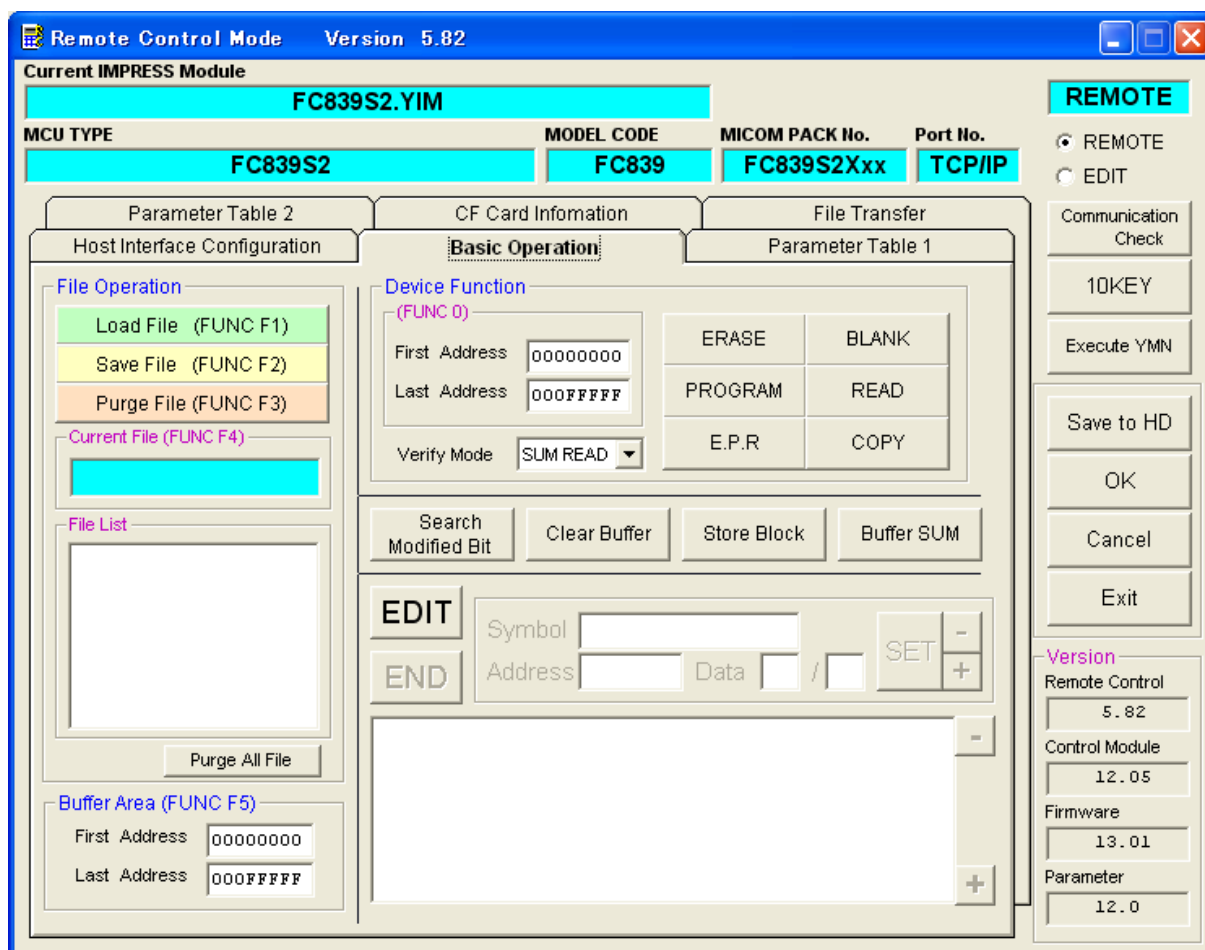 Remote Control Mode Version 5.82
Current IMPRESS Module
FC839S2.YIM
MCU TYPE MODEL CODE MICOM PACK No. Port No.
FC839S2 FC839 FC839S2Xxx TCP/IP
Parameter Table 2 CF Card Infomation File Transfer
Host Interface Configuration Basic Operation Parameter Table 1
File Operation
Load File (FUNC F1)
Save File (FUNC F2)
Purge File (FUNC F3)
Current File (FUNC F4)
File List
Purge All File
Buffer Area (FUNC F5)
First Address 00000000
Last Address 000FFFFF
Device Function
(FUNC 0)
First Address 00000000
Last Address 000FFFFF
Verify Mode SUM READ
ERASE BLANK
PROGRAM READ
E.P.R COPY
Search
Modified Bit
Clear Buffer
Store Block
Buffer SUM
EDIT
END
Symbol
Address Data /
SET
-
+
-
+
REMOTE
REMOTE
EDIT
Communication
Check
10KEY
Execute YMN
Save to HD
OK
Cancel
Exit
Version
Remote Control
5.82
Control Module
12.05
Firmware
13.01
Parameter
12.0